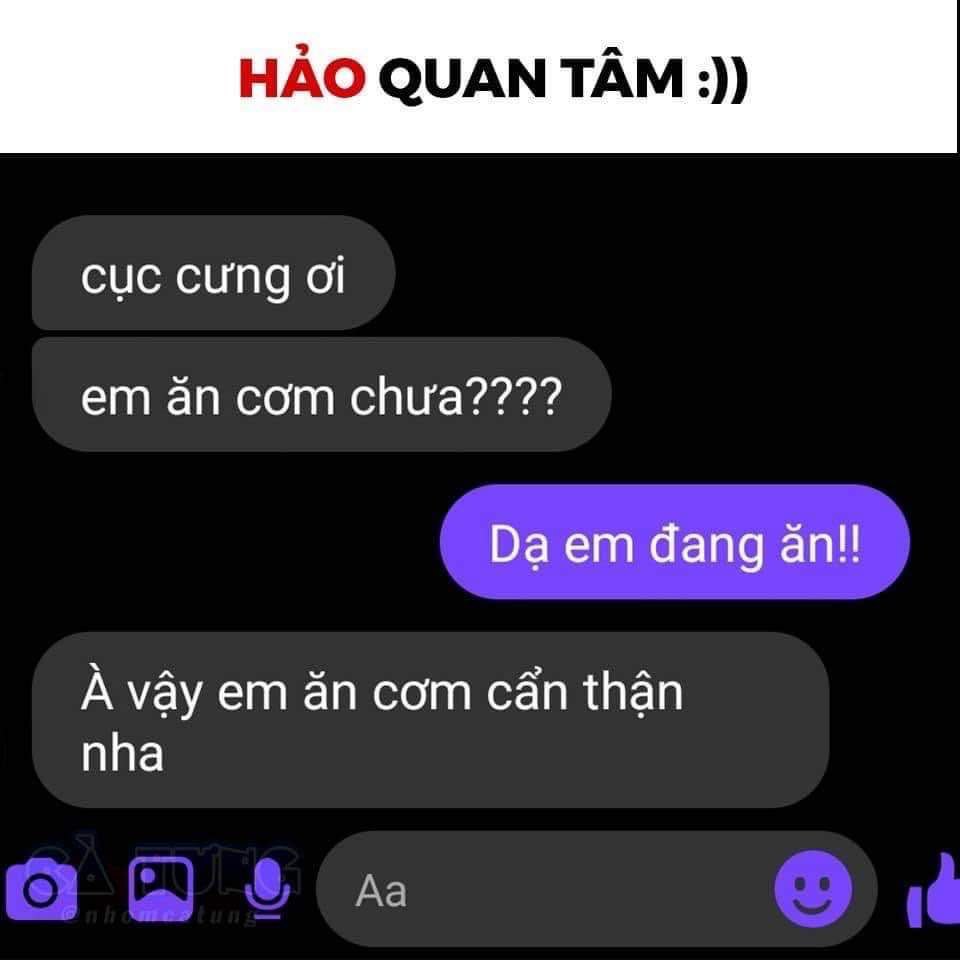 HẢO QUAN TÂM :))
cục cưng ơi
em ăn cơm chưa????
Dạ em đang ăn!!
À vậy em ăn cơm cẩn thận
nha
CÀ TƯNG
@nhomcatung
Aa